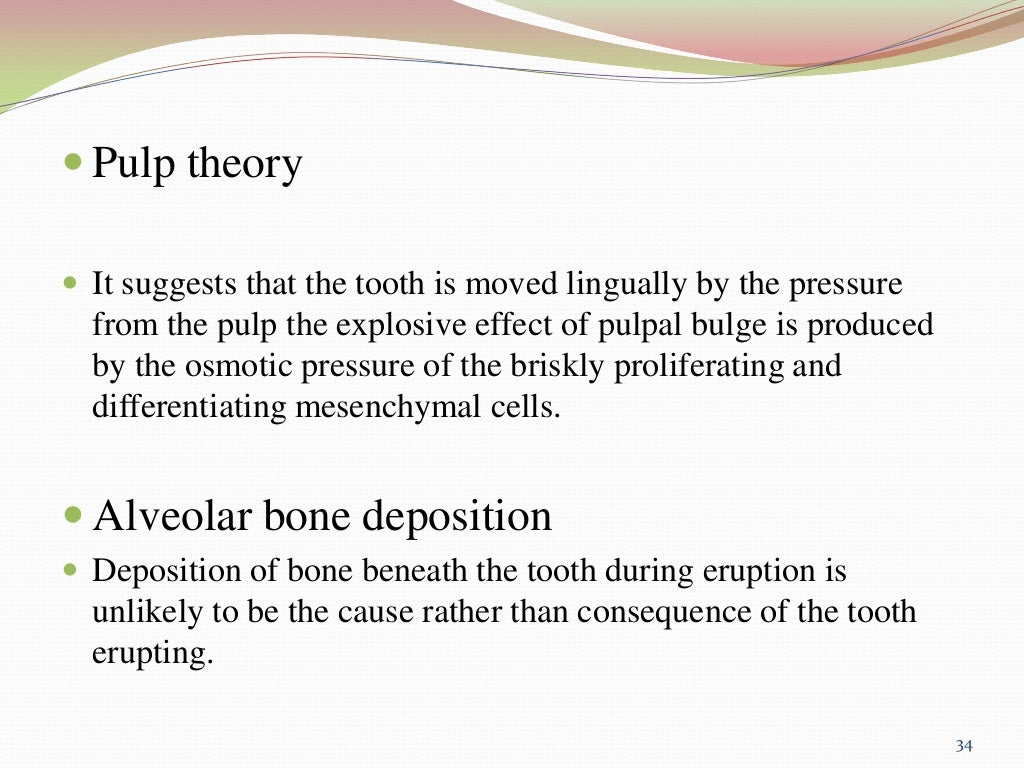 Pulp theory
It suggests that the tooth is moved lingually by the pressure
from the pulp the explosive effect of pulpal bulge is produced
by the osmotic pressure of the briskly proliferating and
differentiating mesenchymal cells.
Alveolar bone deposition
Deposition of bone beneath the tooth during eruption is
unlikely to be the cause rather than consequence of the tooth
erupting.
34